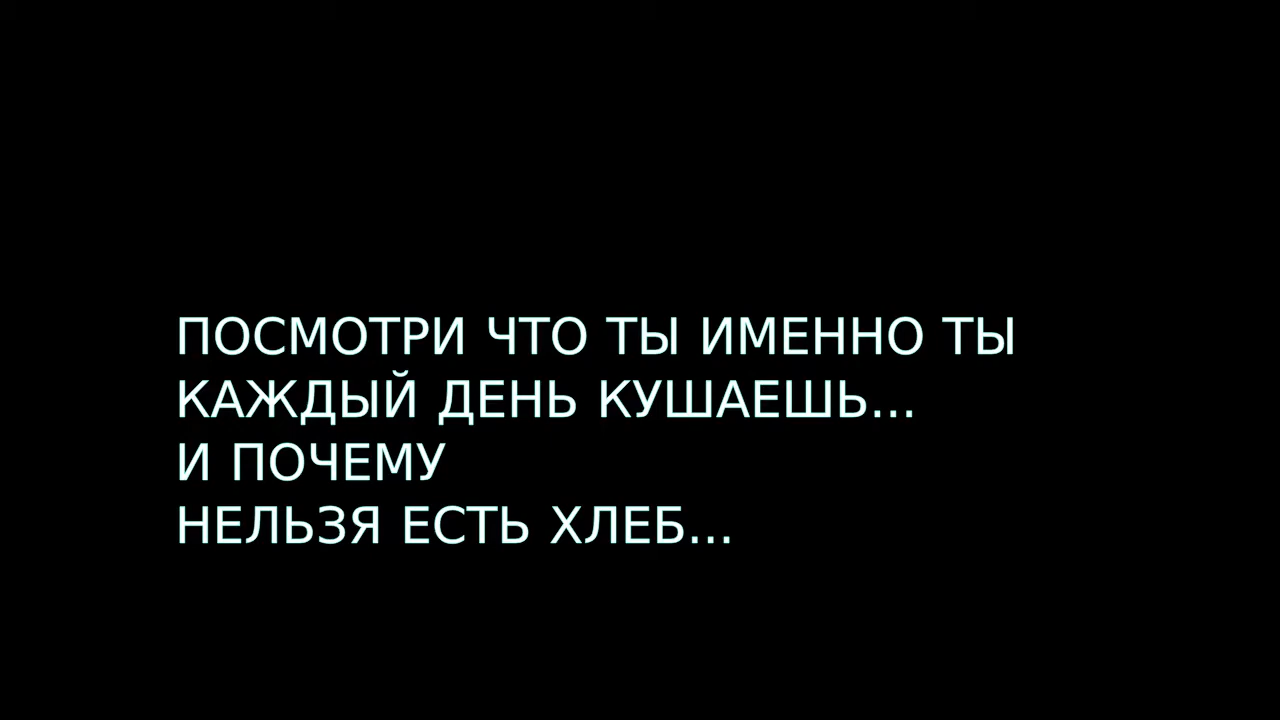 ПОСМОТРИ ЧТО ТЫ ИМЕННО ТЫ
КАЖДЫЙ ДЕНЬ КУШАЕШЬ...
И ПОЧЕМУ
НЕЛЬЗЯ ЕСТЬ ХЛЕБ...